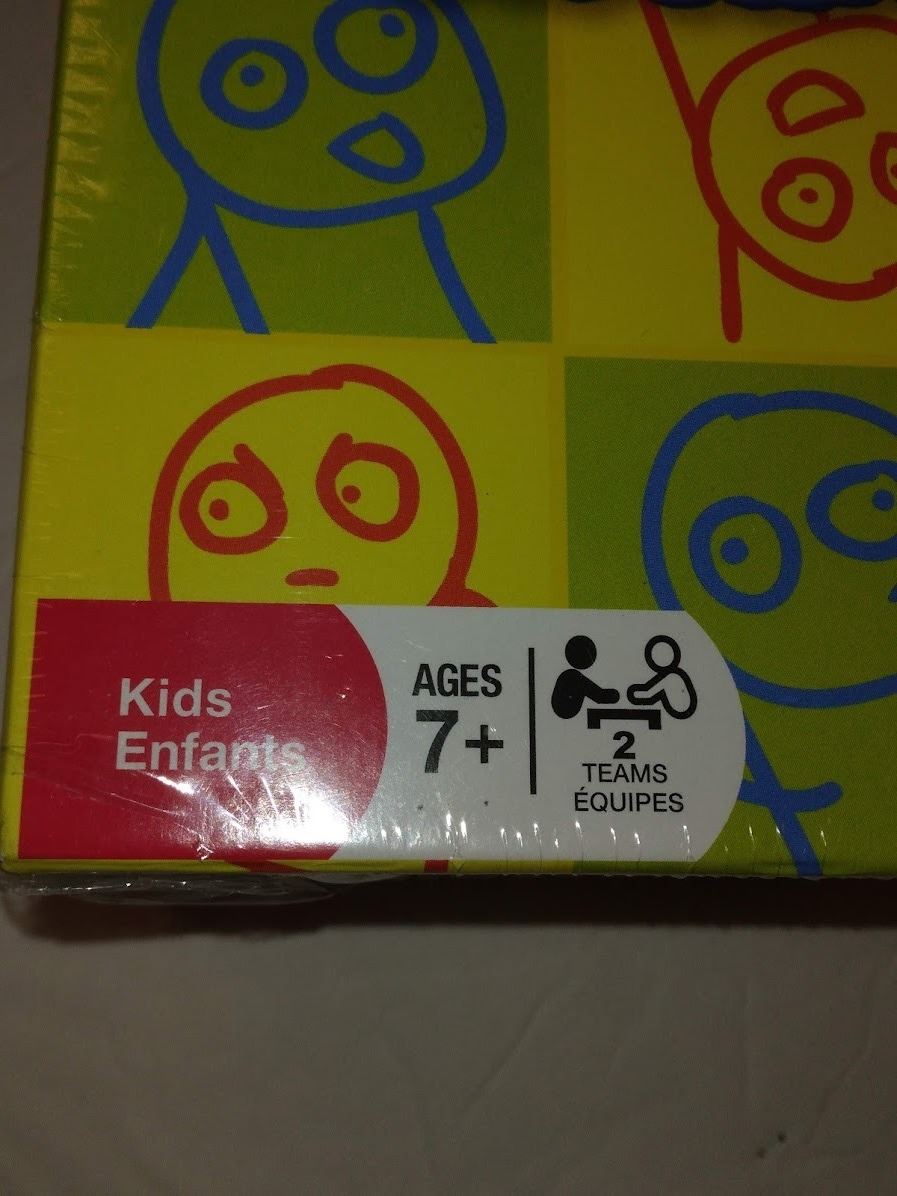 Kids
Enfants
AGES
7+
2
TEAMS
ÉQUIPES